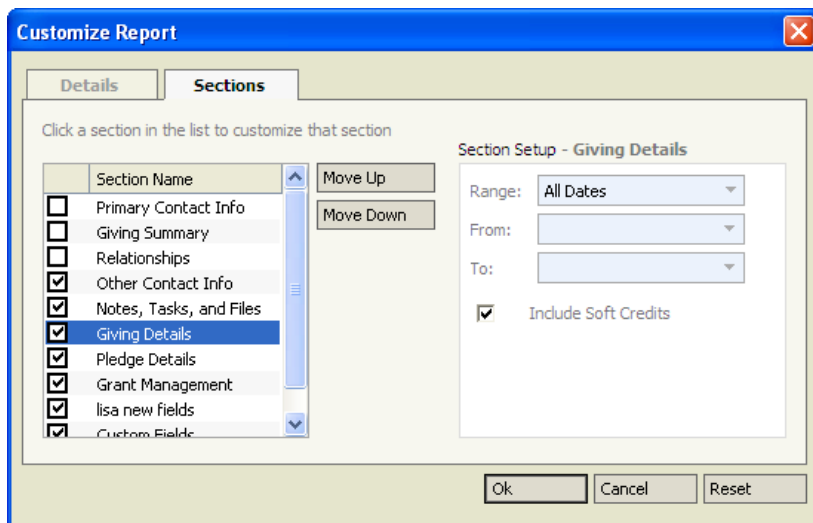 Customize Report
Details
Sections
Click a section in the list to customize that section
Section Name
Primary Contact Info
Giving Summary
Relationships
Other Contact Info
Notes, Tasks, and Files
Giving Details
Pledge Details
Grant Management
lisa new fields
Custom Fields
Move Up
Move Down
Section Setup - Giving Details
Range: All Dates
From:
To:
Include Soft Credits
Ok
Cancel
Reset